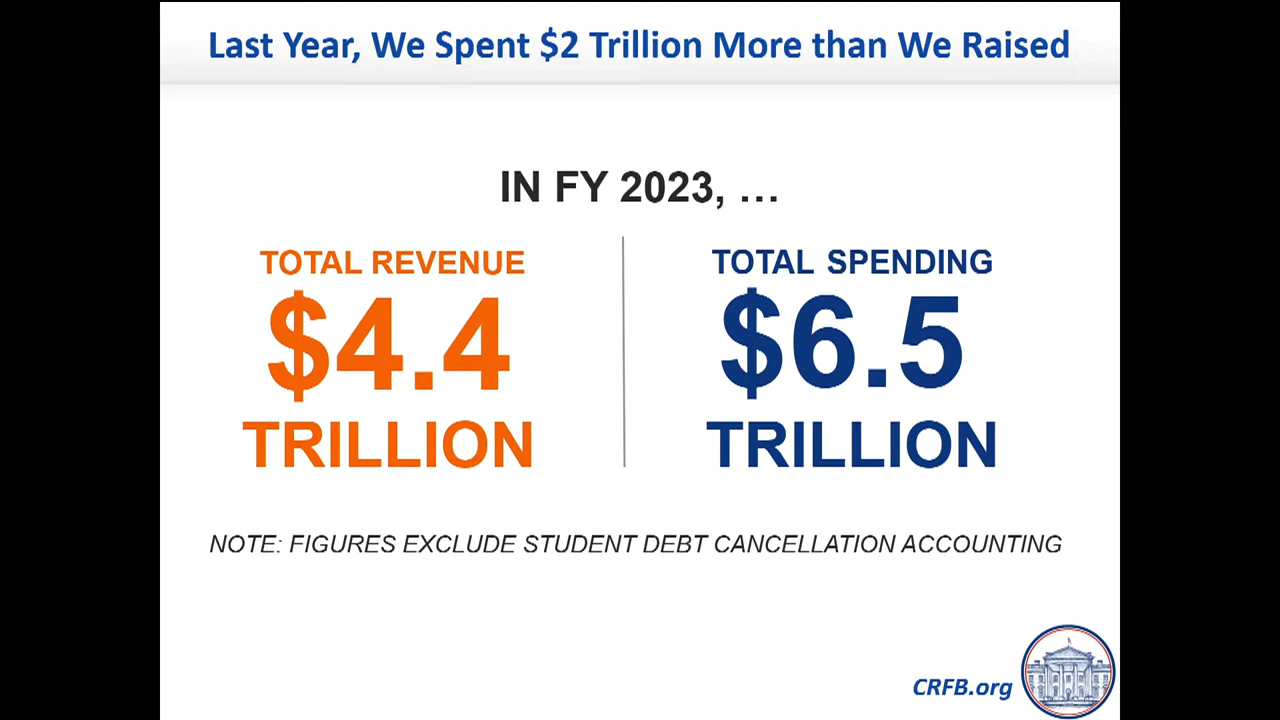 Last Year, We Spent $2 Trillion More than We Raised
IN FY 2023, …
TOTAL REVENUE
$4.4
TRILLION
TOTAL SPENDING
$6.5
TRILLION
NOTE: FIGURES EXCLUDE STUDENT DEBT CANCELLATION ACCOUNTING
CRFB.org